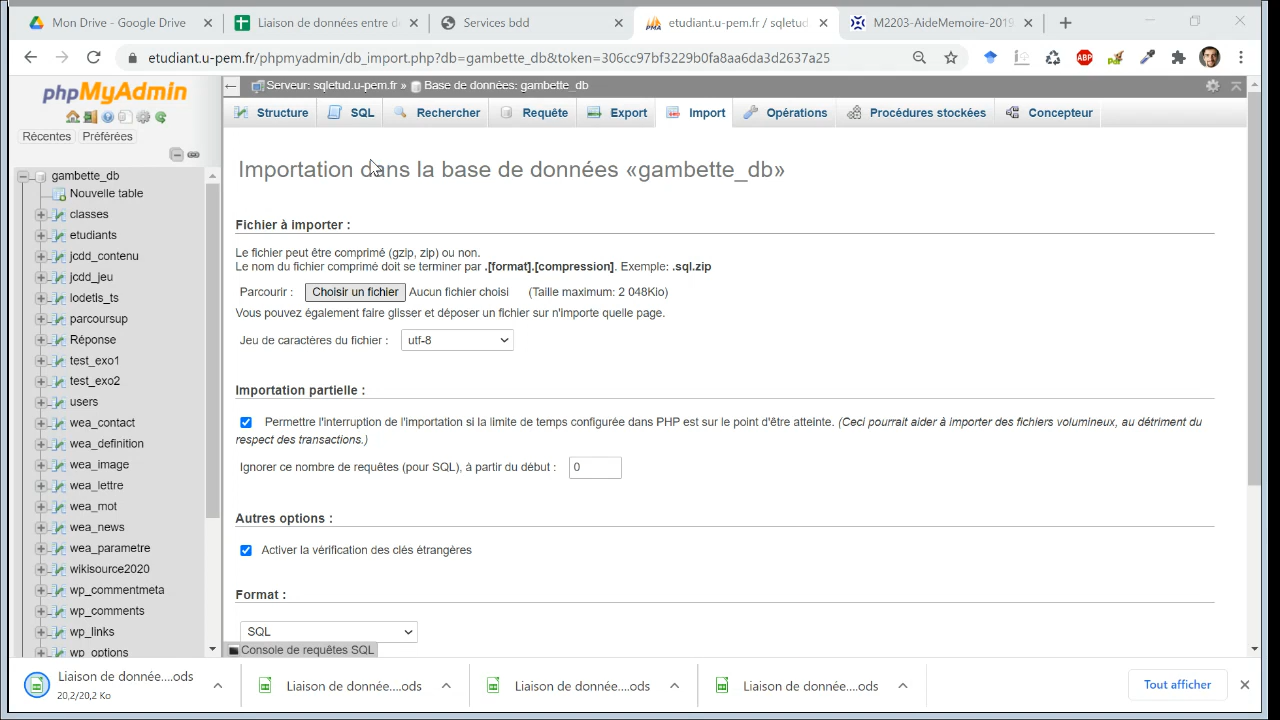 Mon Drive - Google Drive
Liaison de données entre d
Services bdd
etudiant.u-pem.fr / sqletud
M2203-AideMemoire-2019
etudiant.u-pem.fr/phpmyadmin/db_import.php?db=gambette_db&token=306cc97bf3229b0fa8aa6da3d2637a25
phpMyAdmin
Récentes Préférées
gambette_db
Nouvelle table
classes
etudiants
jcdd_contenu
jcdd_jeu
lodetis_ts
parcoursup
Réponse
test_exo1
test_exo2
users
wea_contact
wea_definition
wea_image
wea_lettre
wea_mot
wea_news
wea_parametre
wikisource2020
wp_commentmeta
wp_comments
wp_links
wp_options
Serveur: sqletud.u-pem.fr » Base de données: gambette_db
Structure SQL Rechercher Requête Export Import Opérations Procédures stockées Concepteur
Importation dans la base de données «gambette_db»
Fichier à importer :
Le fichier peut être comprimé (gzip, zip) ou non.
Le nom du fichier comprimé doit se terminer par .[format].[compression]. Exemple: .sql.zip
Parcourir : Choisir un fichier Aucun fichier choisi (Taille maximum: 2 048Kio)
Vous pouvez également faire glisser et déposer un fichier sur n'importe quelle page.
Jeu de caractères du fichier : utf-8
Importation partielle :
Permettre l'interruption de l'importation si la limite de temps configurée dans PHP est sur le point d'être atteinte. (Ceci pourrait aider à importer des fichiers volumineux, au détriment du
respect des transactions.)
Ignorer ce nombre de requêtes (pour SQL), à partir du début : 0
Autres options :
Activer la vérification des clés étrangères
Format :
SQL
Console de requêtes SQL
Liaison de donnée....ods
20,2/20,2 Ko
Liaison de donnée....ods
Liaison de donnée....ods
Liaison de donnée....ods
Tout afficher